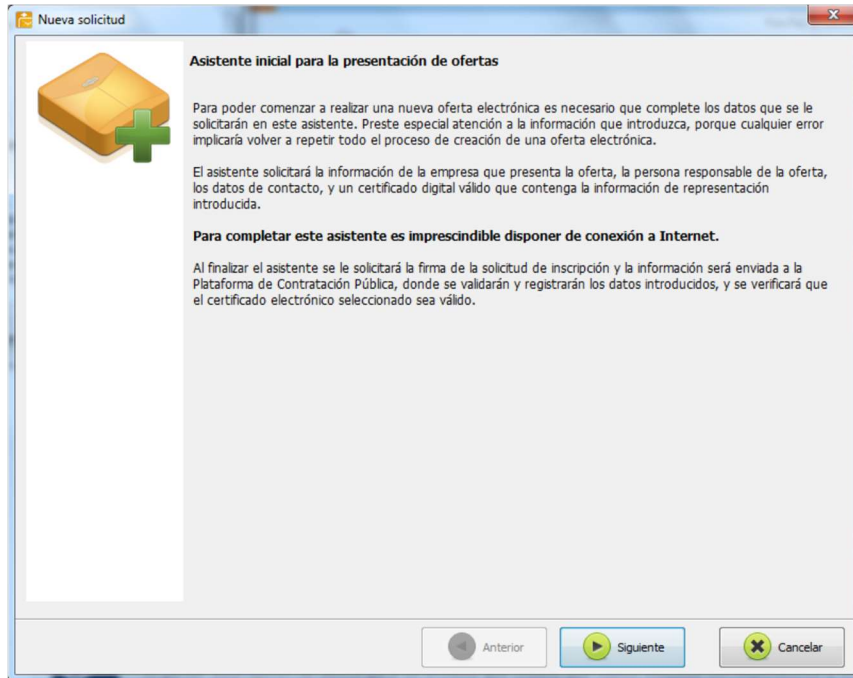 Nueva solicitud
Asistente inicial para la presentación de ofertas
Para poder comenzar a realizar una nueva oferta electrónica es necesario que complete los datos que se le
solicitarán en este asistente. Preste especial atención a la información que introduzca, porque cualquier error
implicaría volver a repetir todo el proceso de creación de una oferta electrónica.
El asistente solicitará la información de la empresa que presenta la oferta, la persona responsable de la oferta,
los datos de contacto, y un certificado digital válido que contenga la información de representación
introducida.
Para completar este asistente es imprescindible disponer de conexión a Internet.
Al finalizar el asistente se le solicitará la firma de la solicitud de inscripción y la información será enviada a la
Plataforma de Contratación Pública, donde se validarán y registrarán los datos introducidos, y se verificará que
el certificado electrónico seleccionado sea válido.
Anterior
Siguiente
Cancelar